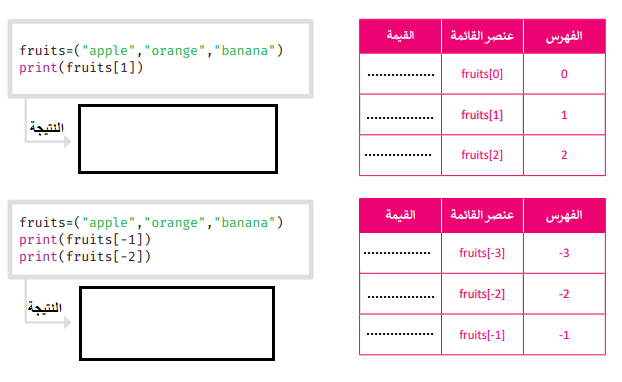 fruits=("apple","orange","banana")
print(fruits[1])
النتيجة
الفهرس عنصر القائمة القيمة
0 fruits[0] .................
1 fruits[1] .................
2 fruits[2] .................
fruits=("apple","orange","banana")
print(fruits[-1])
print(fruits[-2])
النتيجة
الفهرس عنصر القائمة القيمة
-3 fruits[-3] .................
-2 fruits[-2] .................
-1 fruits[-1] .................